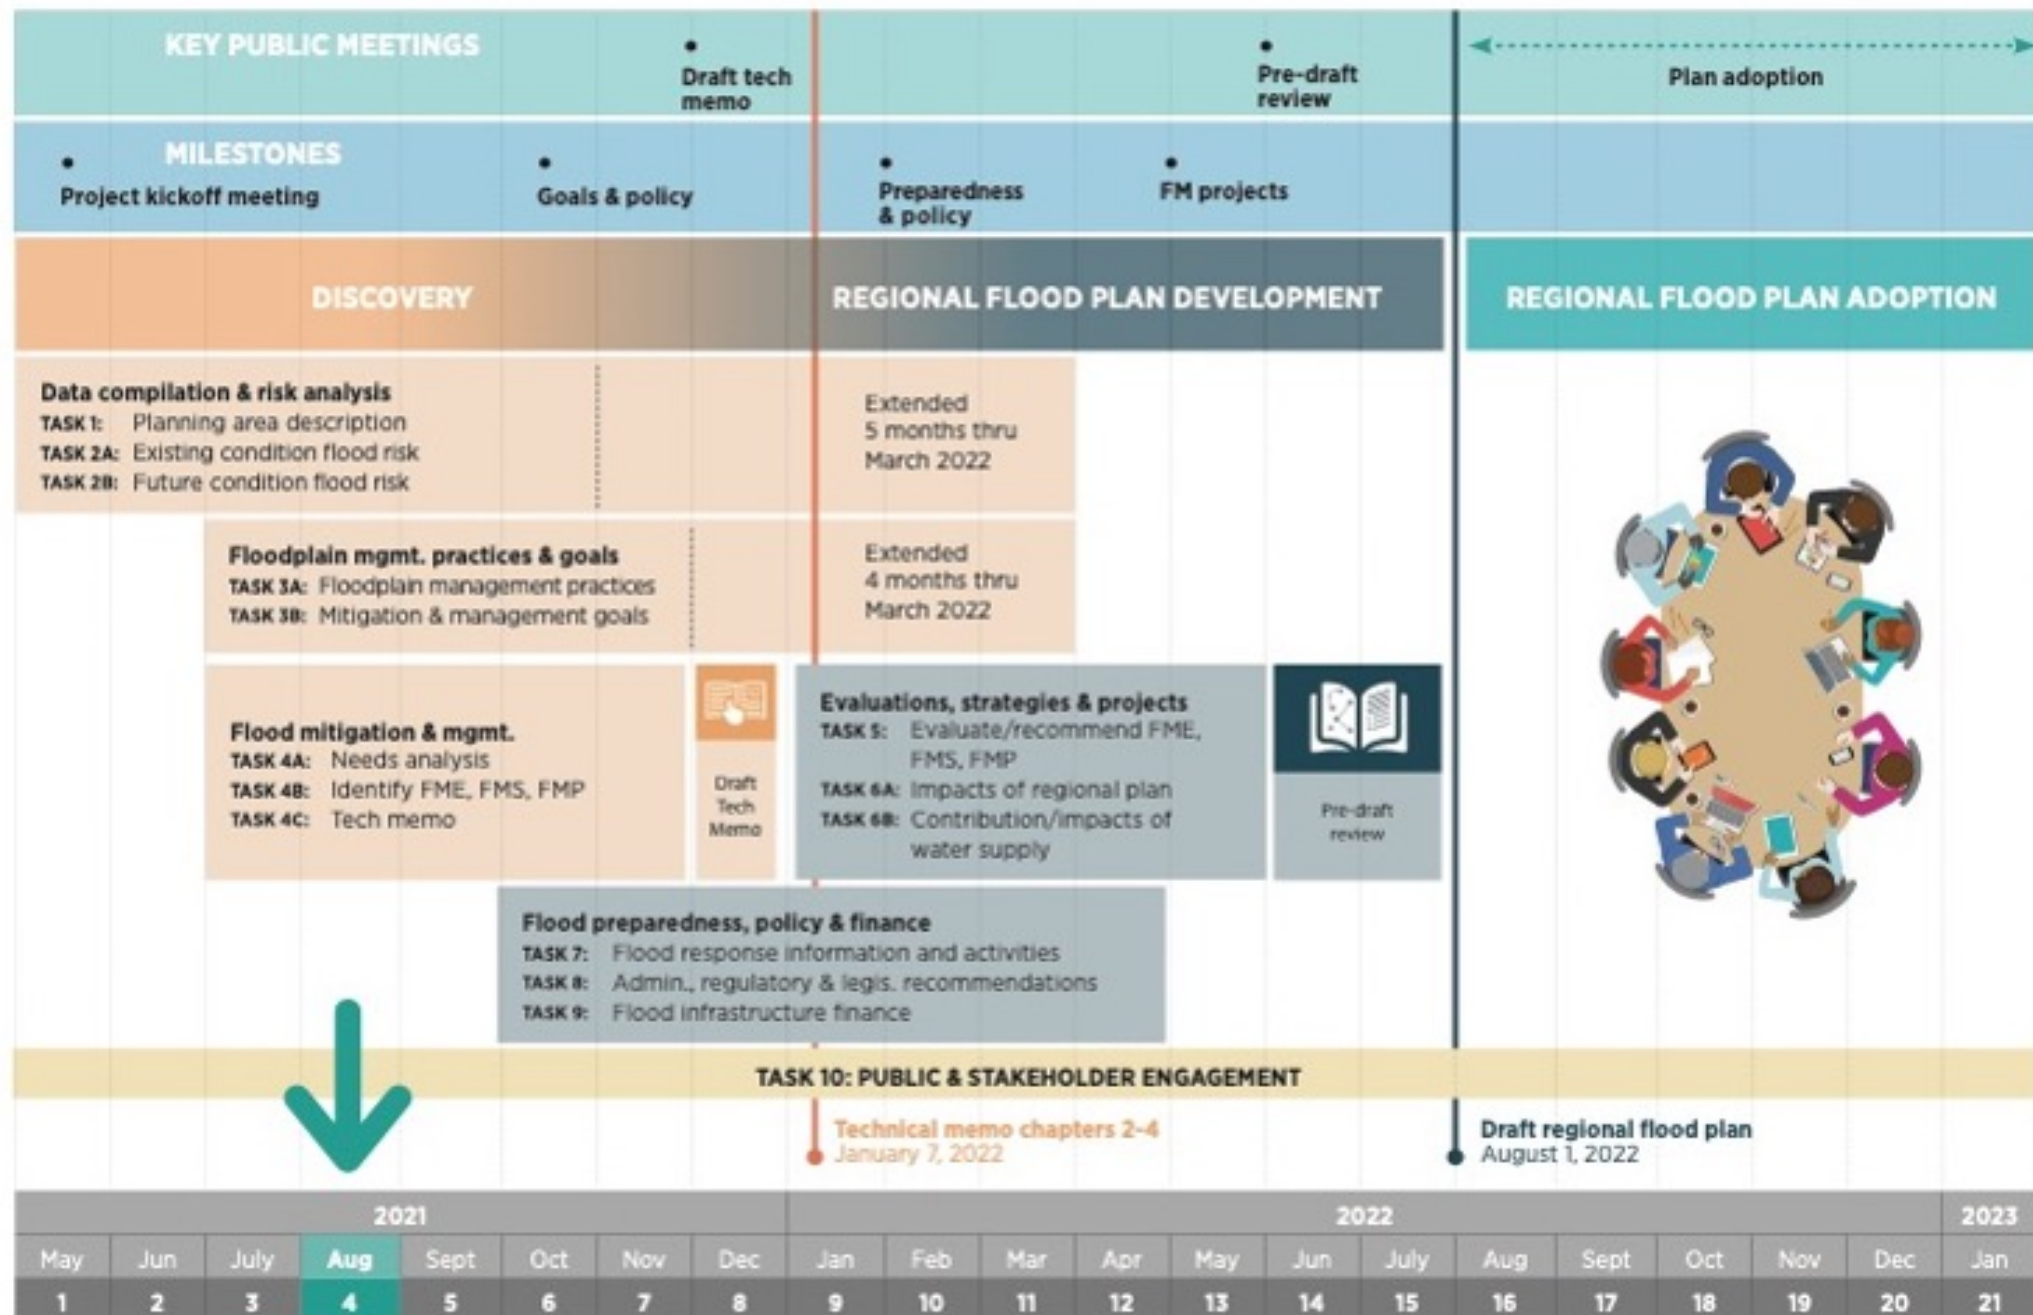 KEY PUBLIC MEETINGS
Draft tech
memo
Pre-draft
review
Plan adoption
MILESTONES
Project kickoff meeting
Goals & policy
Preparedness
& policy
FM projects
DISCOVERY
REGIONAL FLOOD PLAN DEVELOPMENT
REGIONAL FLOOD PLAN ADOPTION
Data compilation & risk analysis
TASK 1: Planning area description
TASK 2A: Existing condition flood risk
TASK 2B: Future condition flood risk
Extended
5 months thru
March 2022
Floodplain mgmt. practices & goals
TASK 3A: Floodplain management practices
TASK 3B: Mitigation & management goals
Extended
4 months thru
March 2022
Flood mitigation & mgmt.
TASK 4A: Needs analysis
TASK 4B: Identify FME, FMS, FMP
TASK 4C: Tech memo
Draft
Tech
Memo
Evaluations, strategies & projects
TASK 5: Evaluate/recommend FME,
FMS, FMP
TASK 6A: Impacts of regional plan
TASK 6B: Contribution/impacts of
water supply
Pre-draft
review
Flood preparedness, policy & finance
TASK 7: Flood response information and activities
TASK 8: Admin., regulatory & legis. recommendations
TASK 9: Flood infrastructure finance
TASK 10: PUBLIC & STAKEHOLDER ENGAGEMENT
Technical memo chapters 2-4
January 7, 2022
Draft regional flood plan
August 1, 2022
2021 2022 2023
May Jun July Aug Sept Oct Nov Dec Jan Feb Mar Apr May Jun July Aug Sept Oct Nov Dec Jan
1 2 3 4 5 6 7 8 9 10 11 12 13 14 15 16 17 18 19 20 21